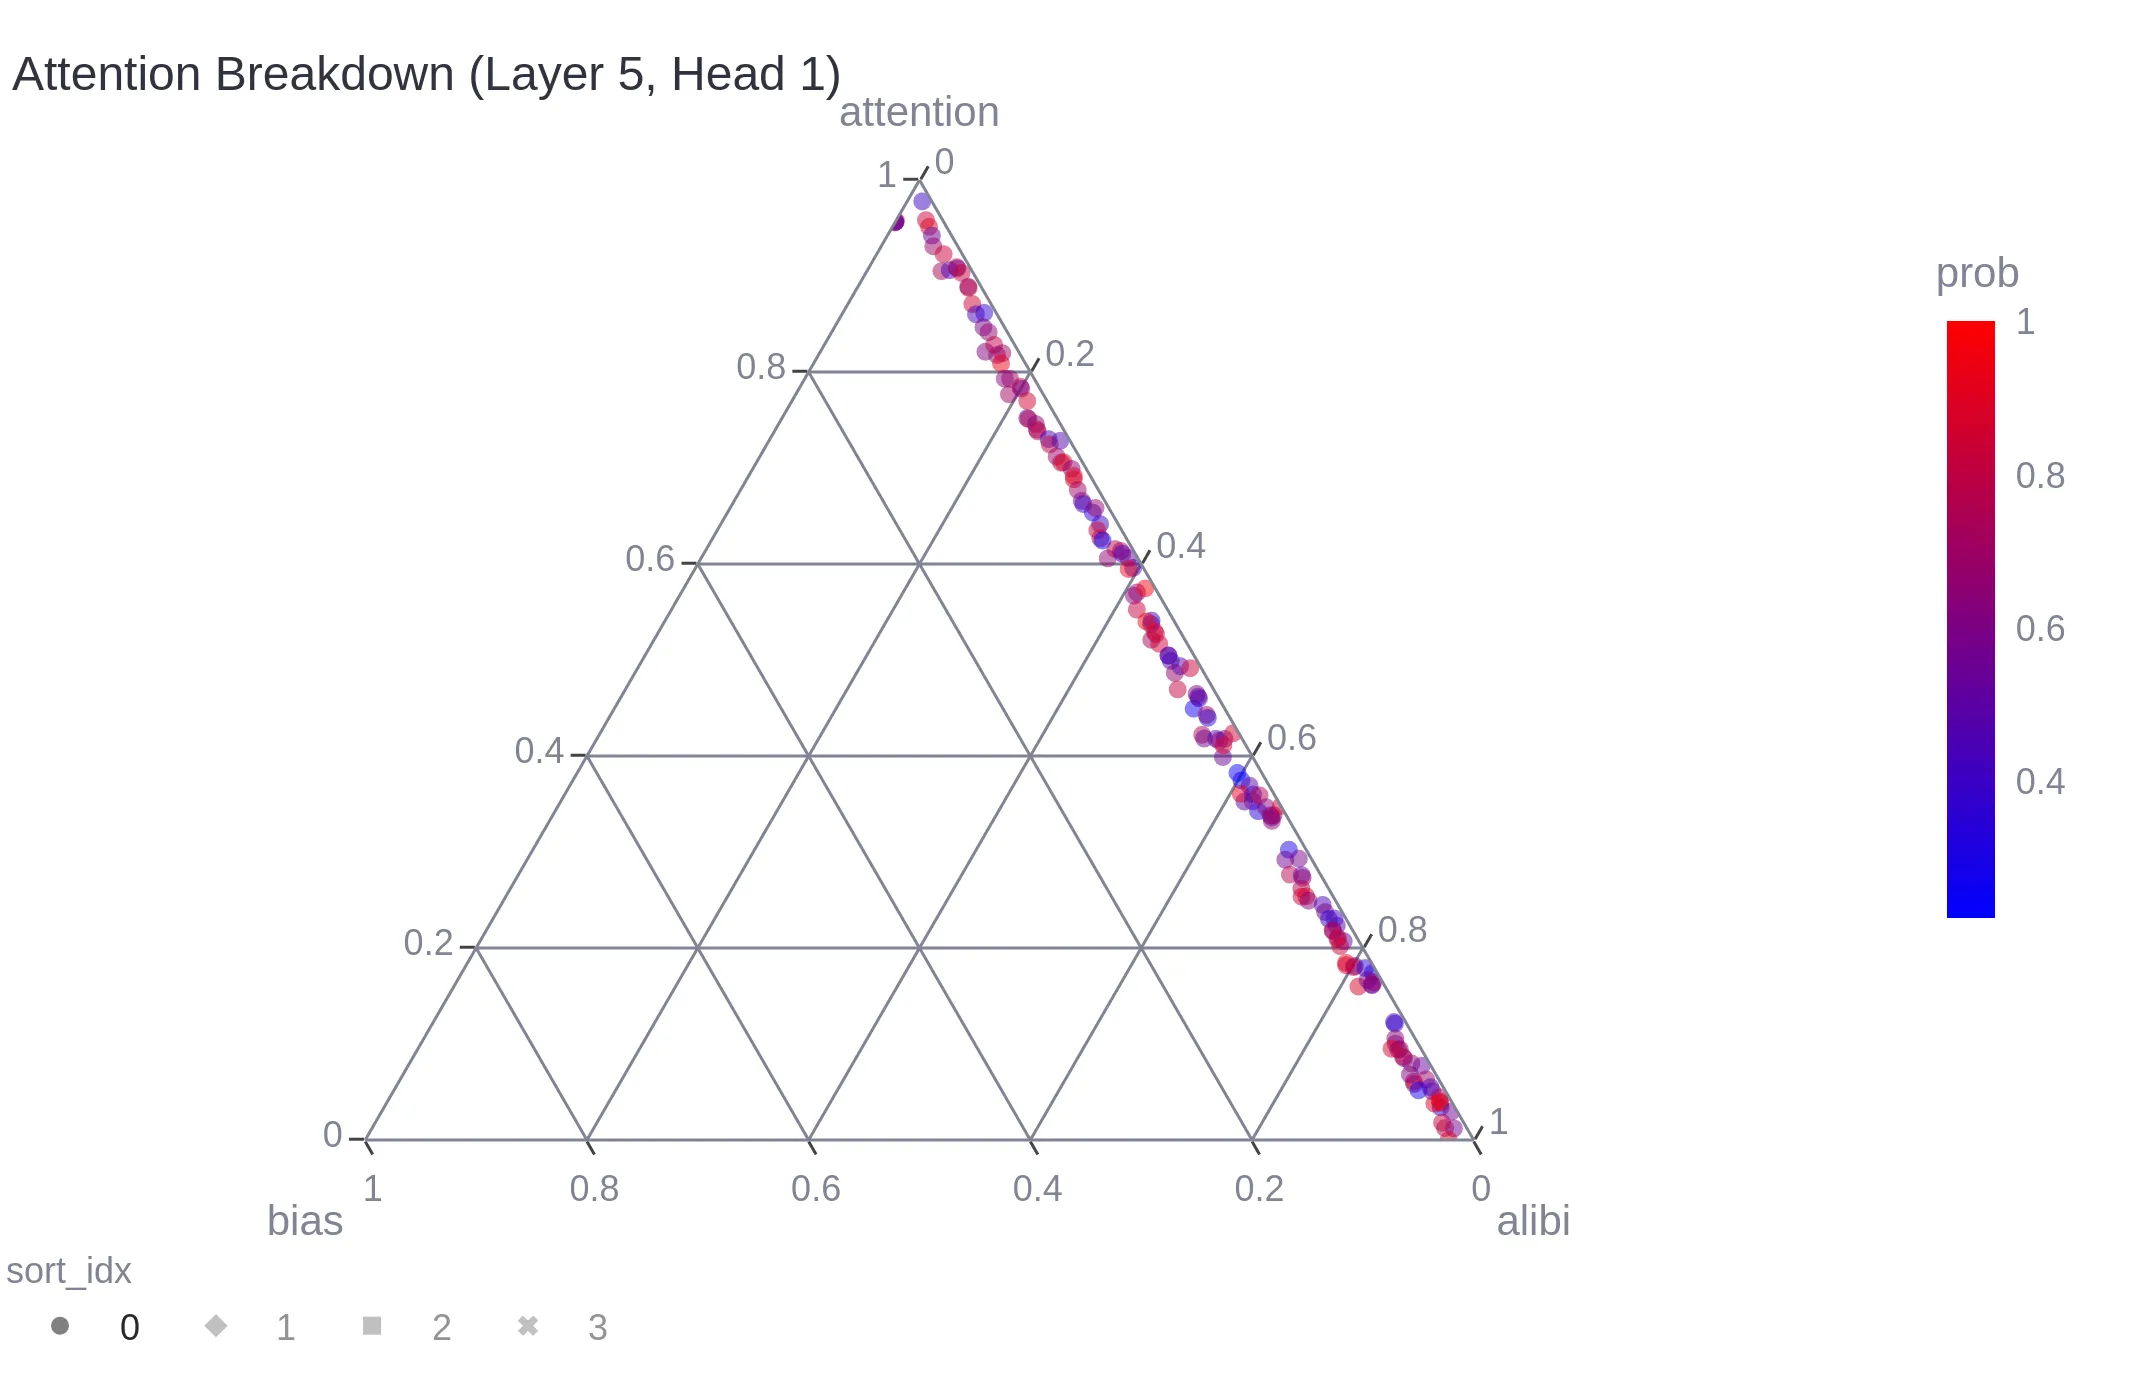 Attention Breakdown (Layer 5, Head 1)
attention
1 0
prob
1
0.8 0.2
0.8
0.6 0.4
0.6
0.4 0.6
0.4
0.2 0.8
0 1
1 0.8 0.6 0.4 0.2 0
bias alibi
sort_idx
0 1 2 3